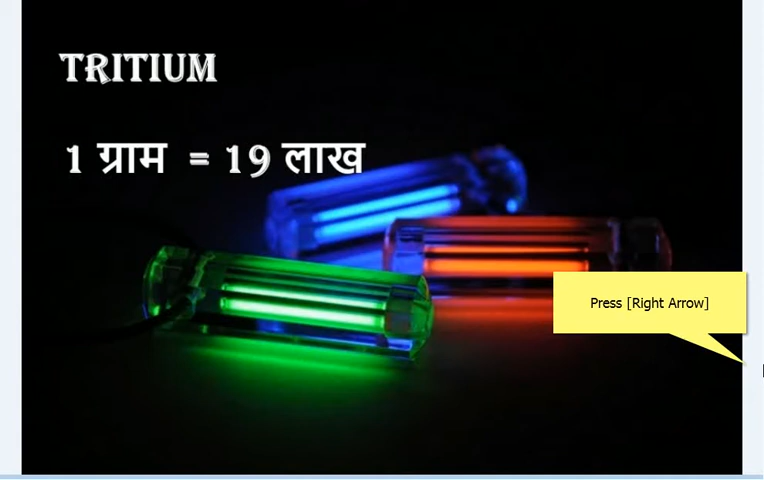 TRITIUM
1 ग्राम = 19 लाख
Press [Right Arrow]